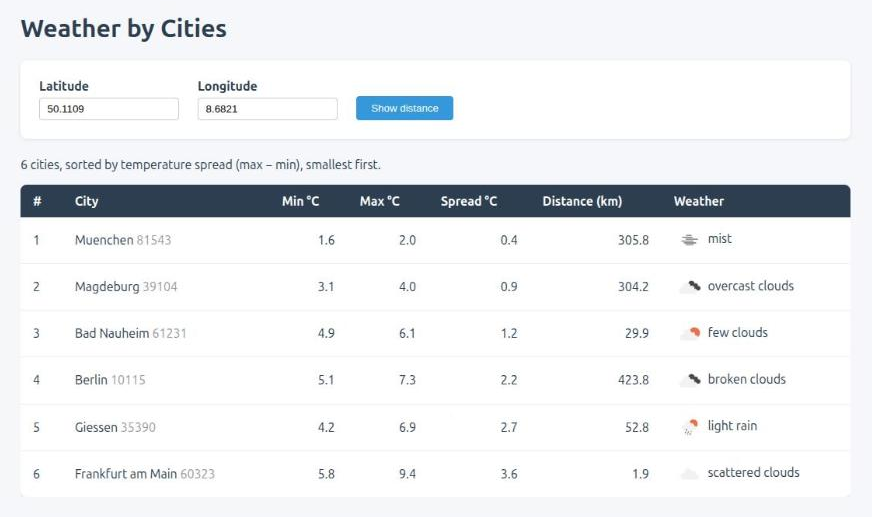 Weather by Cities
Latitude Longitude
50.1109 8.6821 Show distance
6 cities, sorted by temperature spread (max – min), smallest first.
# City Min °C Max °C Spread °C Distance (km) Weather
1 Muenchen 81543 1.6 2.0 0.4 305.8 mist
2 Magdeburg 39104 3.1 4.0 0.9 304.2 overcast clouds
3 Bad Nauheim 61231 4.9 6.1 1.2 29.9 few clouds
4 Berlin 10115 5.1 7.3 2.2 423.8 broken clouds
5 Giessen 35390 4.2 6.9 2.7 52.8 light rain
6 Frankfurt am Main 60323 5.8 9.4 3.6 1.9 scattered clouds